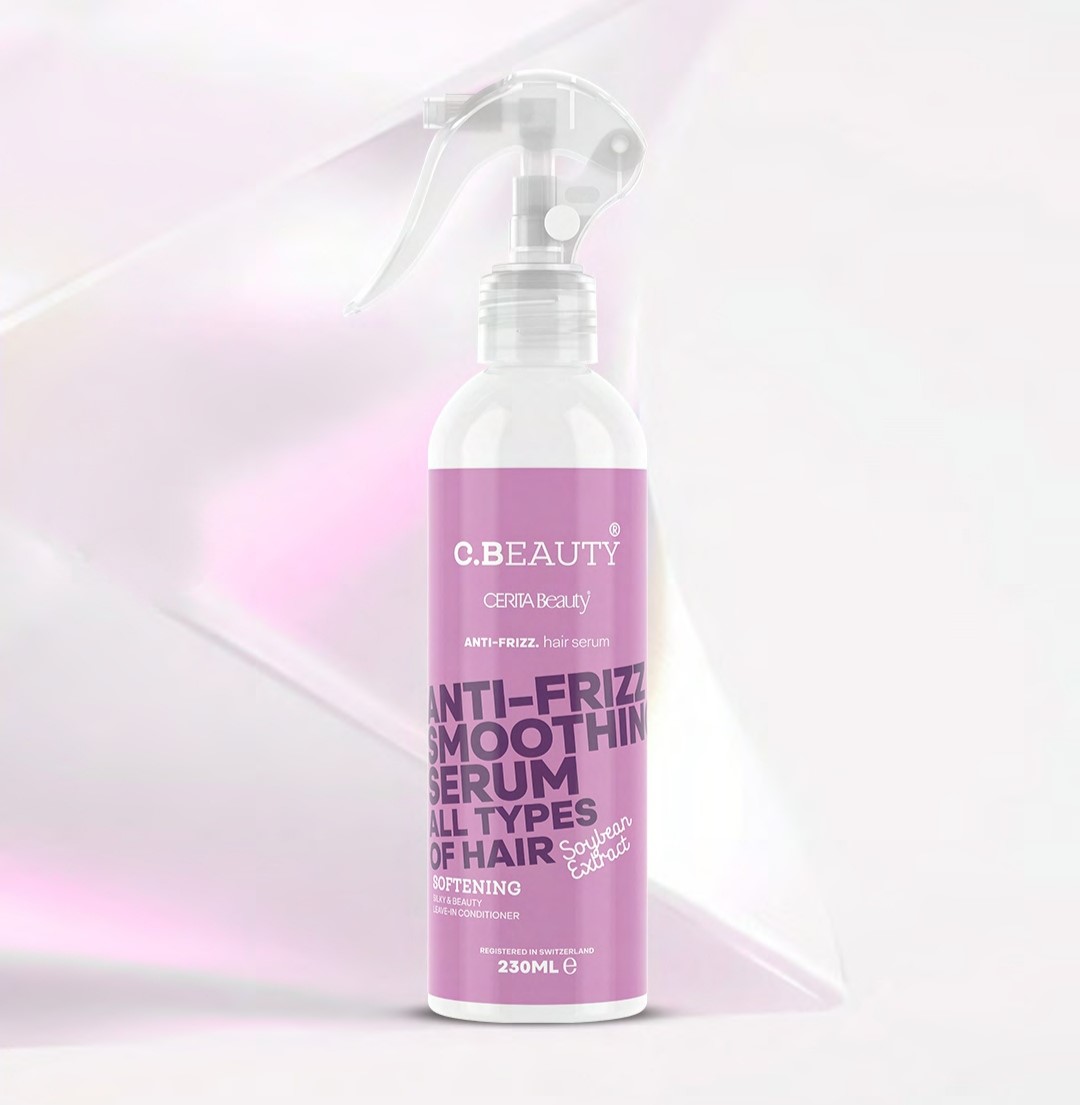 C.BEAUTY®
CERITA Beauty
ANTI-FRIZZ. hair serum
ANTI-FRIZZ
SMOOTHING
SERUM
ALL TYPES
OF HAIR
Soybean
Extract
SOFTENING
SILKY & BEAUTY
LEAVE-IN CONDITIONER
REGISTERED IN SWITZERLAND
230ML e